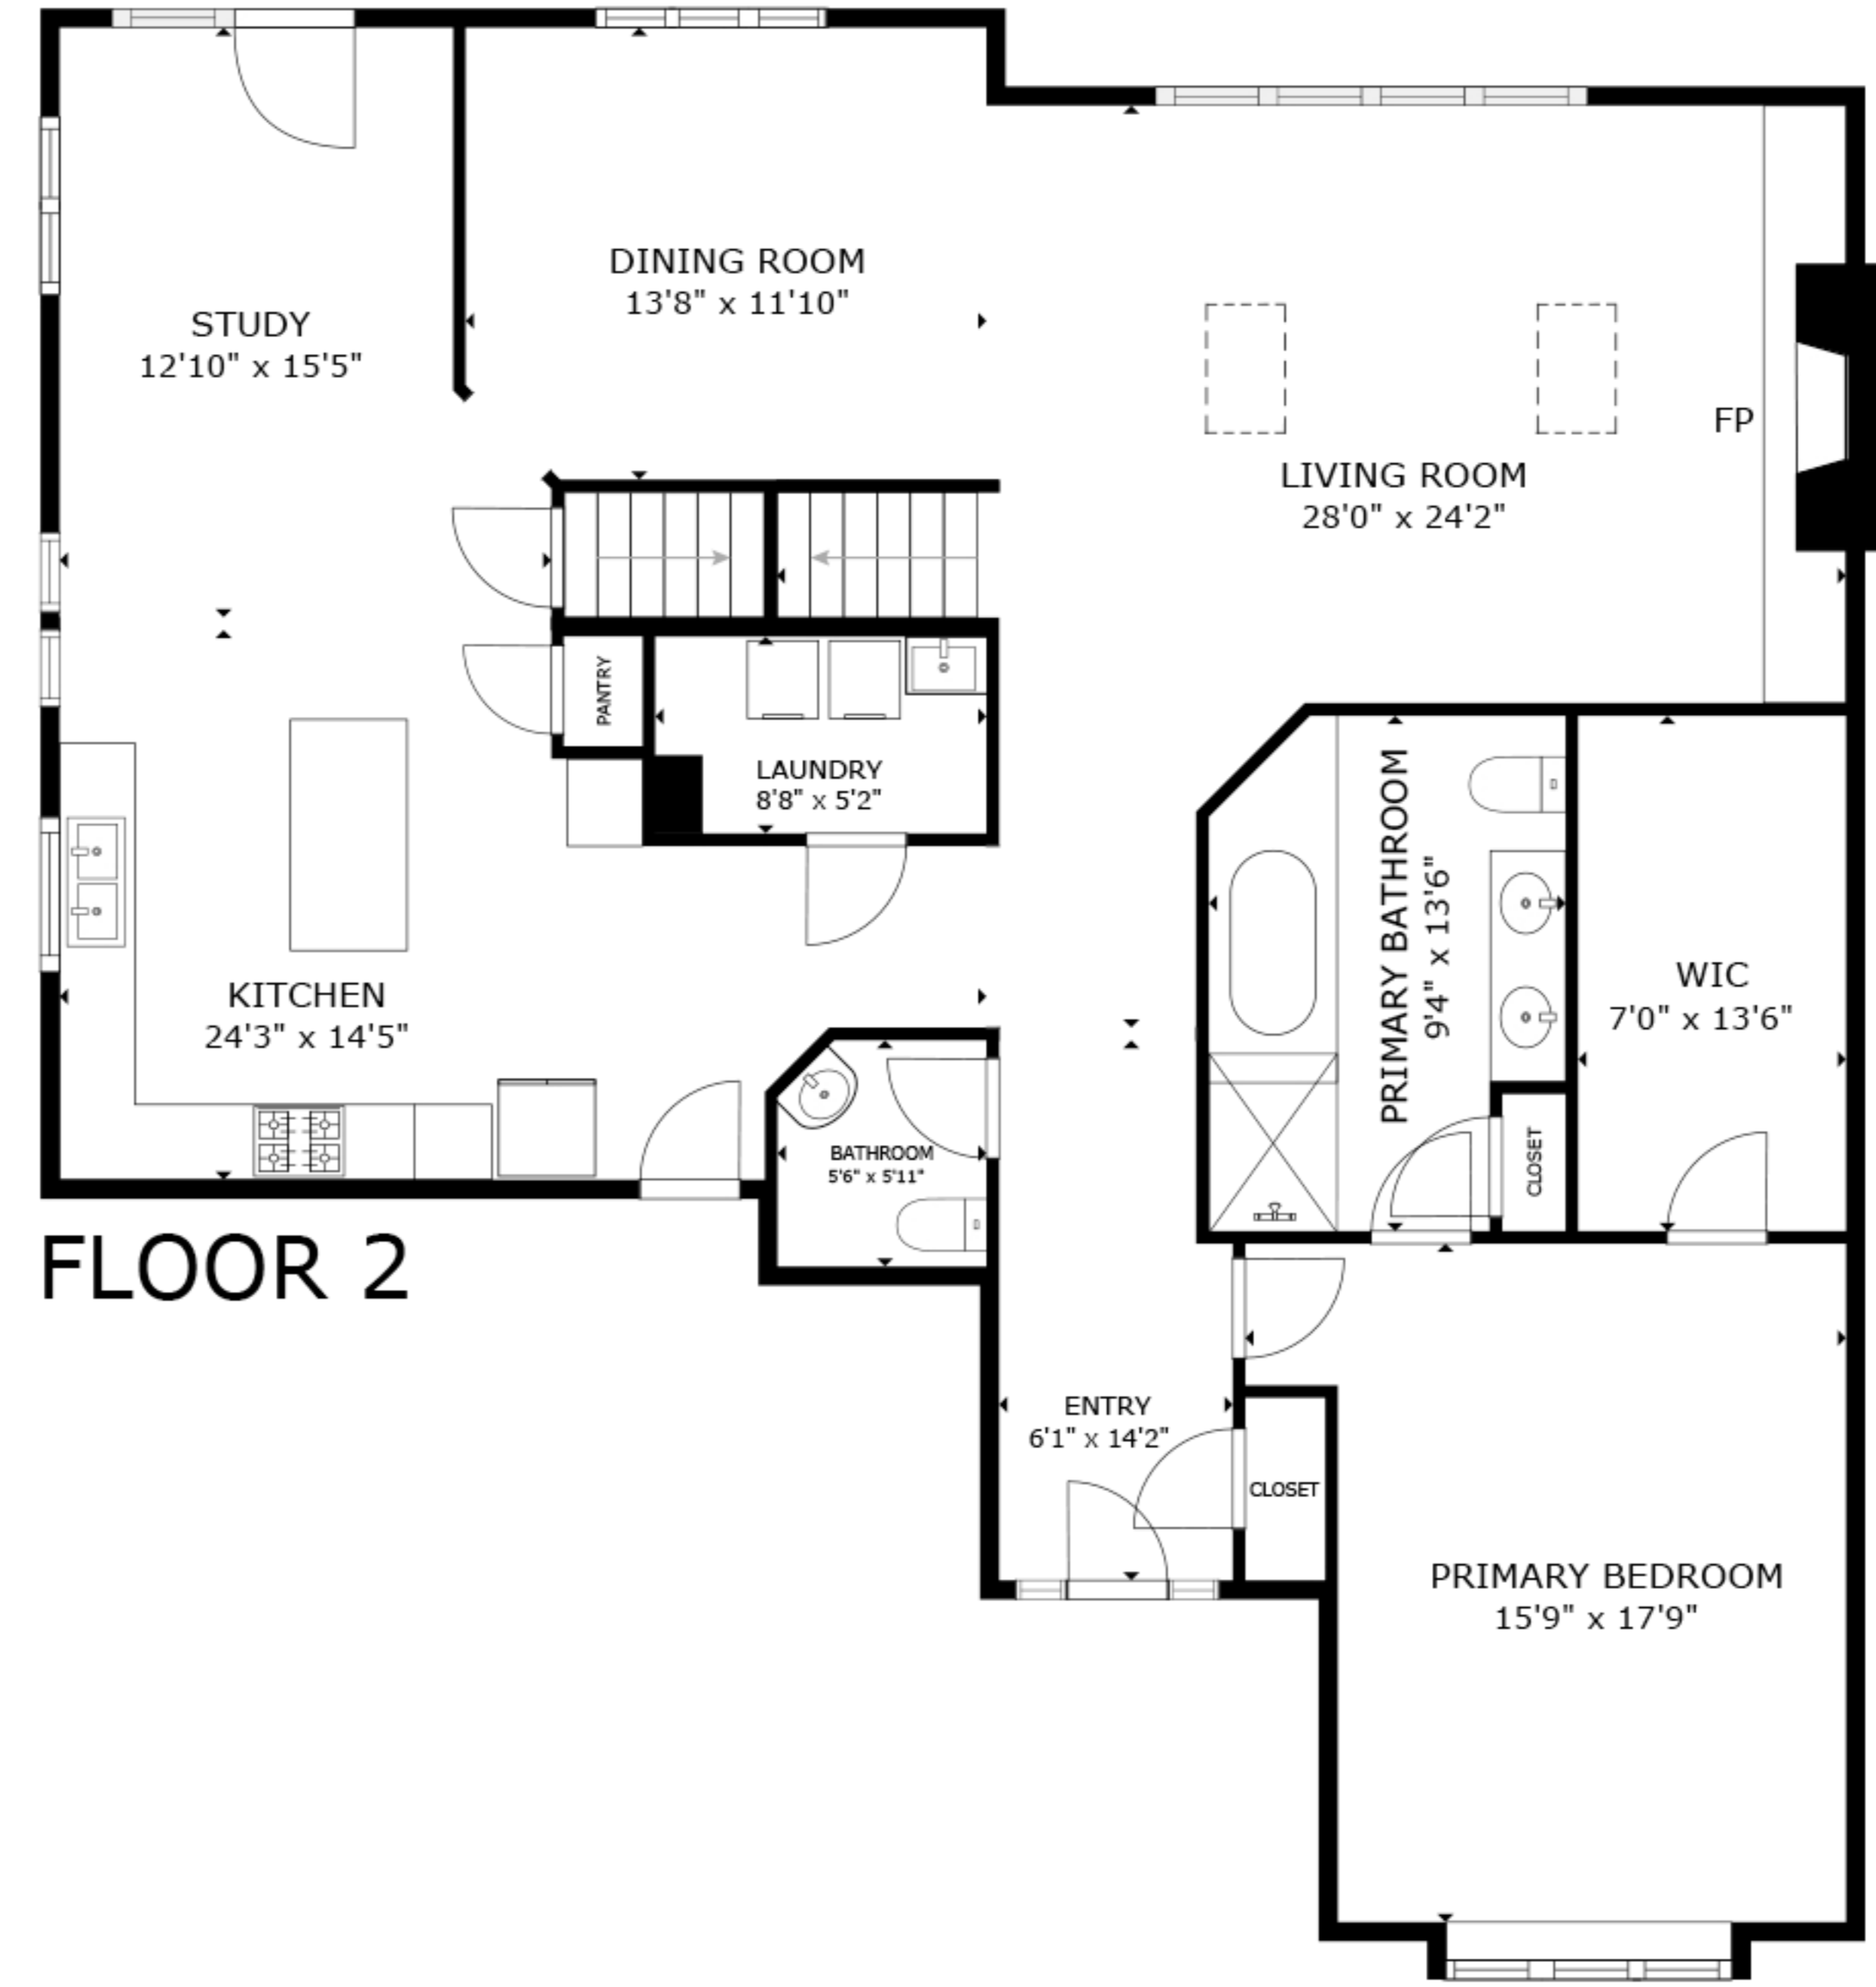 DINING ROOM
13'8" x 11'10"
STUDY
12'10" x 15'5"
FP
LIVING ROOM
28'0" x 24'2"
PANTRY
LAUNDRY
8'8" x 5'2"
PRIMARY BATHROOM
9'4" x 13'6"
WIC
7'0" x 13'6"
KITCHEN
24'3" x 14'5"
BATHROOM
5'6" x 5'11"
CLOSET
FLOOR 2
ENTRY
6'1" x 14'2"
CLOSET
PRIMARY BEDROOM
15'9" x 17'9"